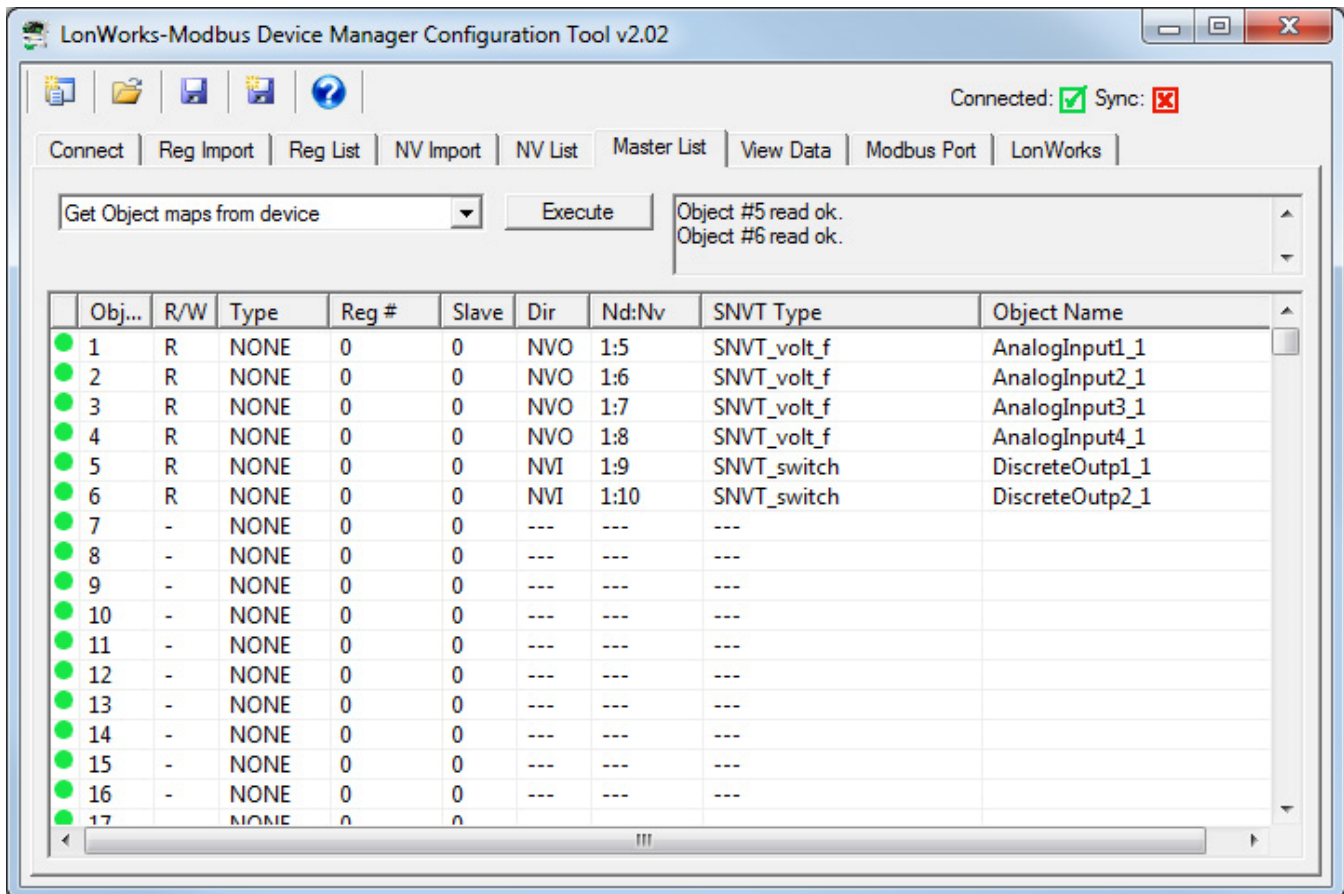 LonWorks-Modbus Device Manager Configuration Tool v2.02
Connected: Sync:
Connect Reg Import Reg List NV Import NV List Master List View Data Modbus Port LonWorks
Get Object maps from device Execute Object #5 read ok.
Object #6 read ok.
Obj... R/W Type Reg # Slave Dir Nd:Nv SNVT Type Object Name
1 R NONE 0 0 NVO 1:5 SNVT_volt_f AnalogInput1_1
2 R NONE 0 0 NVO 1:6 SNVT_volt_f AnalogInput2_1
3 R NONE 0 0 NVO 1:7 SNVT_volt_f AnalogInput3_1
4 R NONE 0 0 NVO 1:8 SNVT_volt_f AnalogInput4_1
5 R NONE 0 0 NVI 1:9 SNVT_switch DiscreteOutp1_1
6 R NONE 0 0 NVI 1:10 SNVT_switch DiscreteOutp2_1
7 - NONE 0 0 --- --- ---
8 - NONE 0 0 --- --- ---
9 - NONE 0 0 --- --- ---
10 - NONE 0 0 --- --- ---
11 - NONE 0 0 --- --- ---
12 - NONE 0 0 --- --- ---
13 - NONE 0 0 --- --- ---
14 - NONE 0 0 --- --- ---
15 - NONE 0 0 --- --- ---
16 - NONE 0 0 --- --- ---
17 NONE 0 0